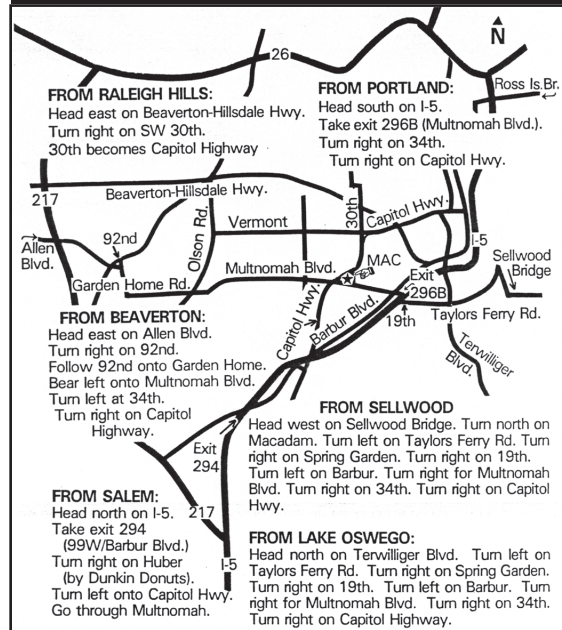 N
26
Ross Is. Br.
FROM RALEIGH HILLS:
Head east on Beaverton-Hillsdale Hwy.
Turn right on SW 30th.
30th becomes Capitol Highway
FROM PORTLAND:
Head south on I-5.
Take exit 296B (Multnomah Blvd.).
Turn right on 34th.
Turn right on Capitol Hwy.
217
Beaverton-Hillsdale Hwy.
30th
Capitol Hwy.
Allen
Blvd.
92nd
Olson Rd.
Vermont
I-5
MAC
Sellwood
Bridge
Garden Home Rd.
Multnomah Blvd.
Exit
296B
Capitol Hwy.
Barbur Blvd.
19th
Taylors Ferry Rd.
Terwilliger
Blvd.
FROM BEAVERTON:
Head east on Allen Blvd.
Turn right on 92nd.
Follow 92nd onto Garden Home.
Bear left onto Multnomah Blvd.
Turn left at 34th.
Turn right on Capitol
Highway.
Exit
294
FROM SELLWOOD
Head west on Sellwood Bridge. Turn north on
Macadam. Turn left on Taylors Ferry Rd. Turn
right on Spring Garden. Turn right on 19th.
Turn left on Barbur. Turn right for Multnomah
Blvd. Turn right on 34th. Turn right on Capitol
Hwy.
FROM SALEM:
Head north on I-5.
Take exit 294
(99W/Barbur Blvd.)
Turn right on Huber
(by Dunkin Donuts).
Turn left onto Capitol Hwy.
Go through Multnomah.
217
I-5
FROM LAKE OSWEGO:
Head north on Terwilliger Blvd. Turn left on
Taylors Ferry Rd. Turn right on Spring Garden.
Turn right on 19th. Turn left on Barbur. Turn
right for Multnomah Blvd. Turn right on 34th.
Turn right on Capitol Highway.